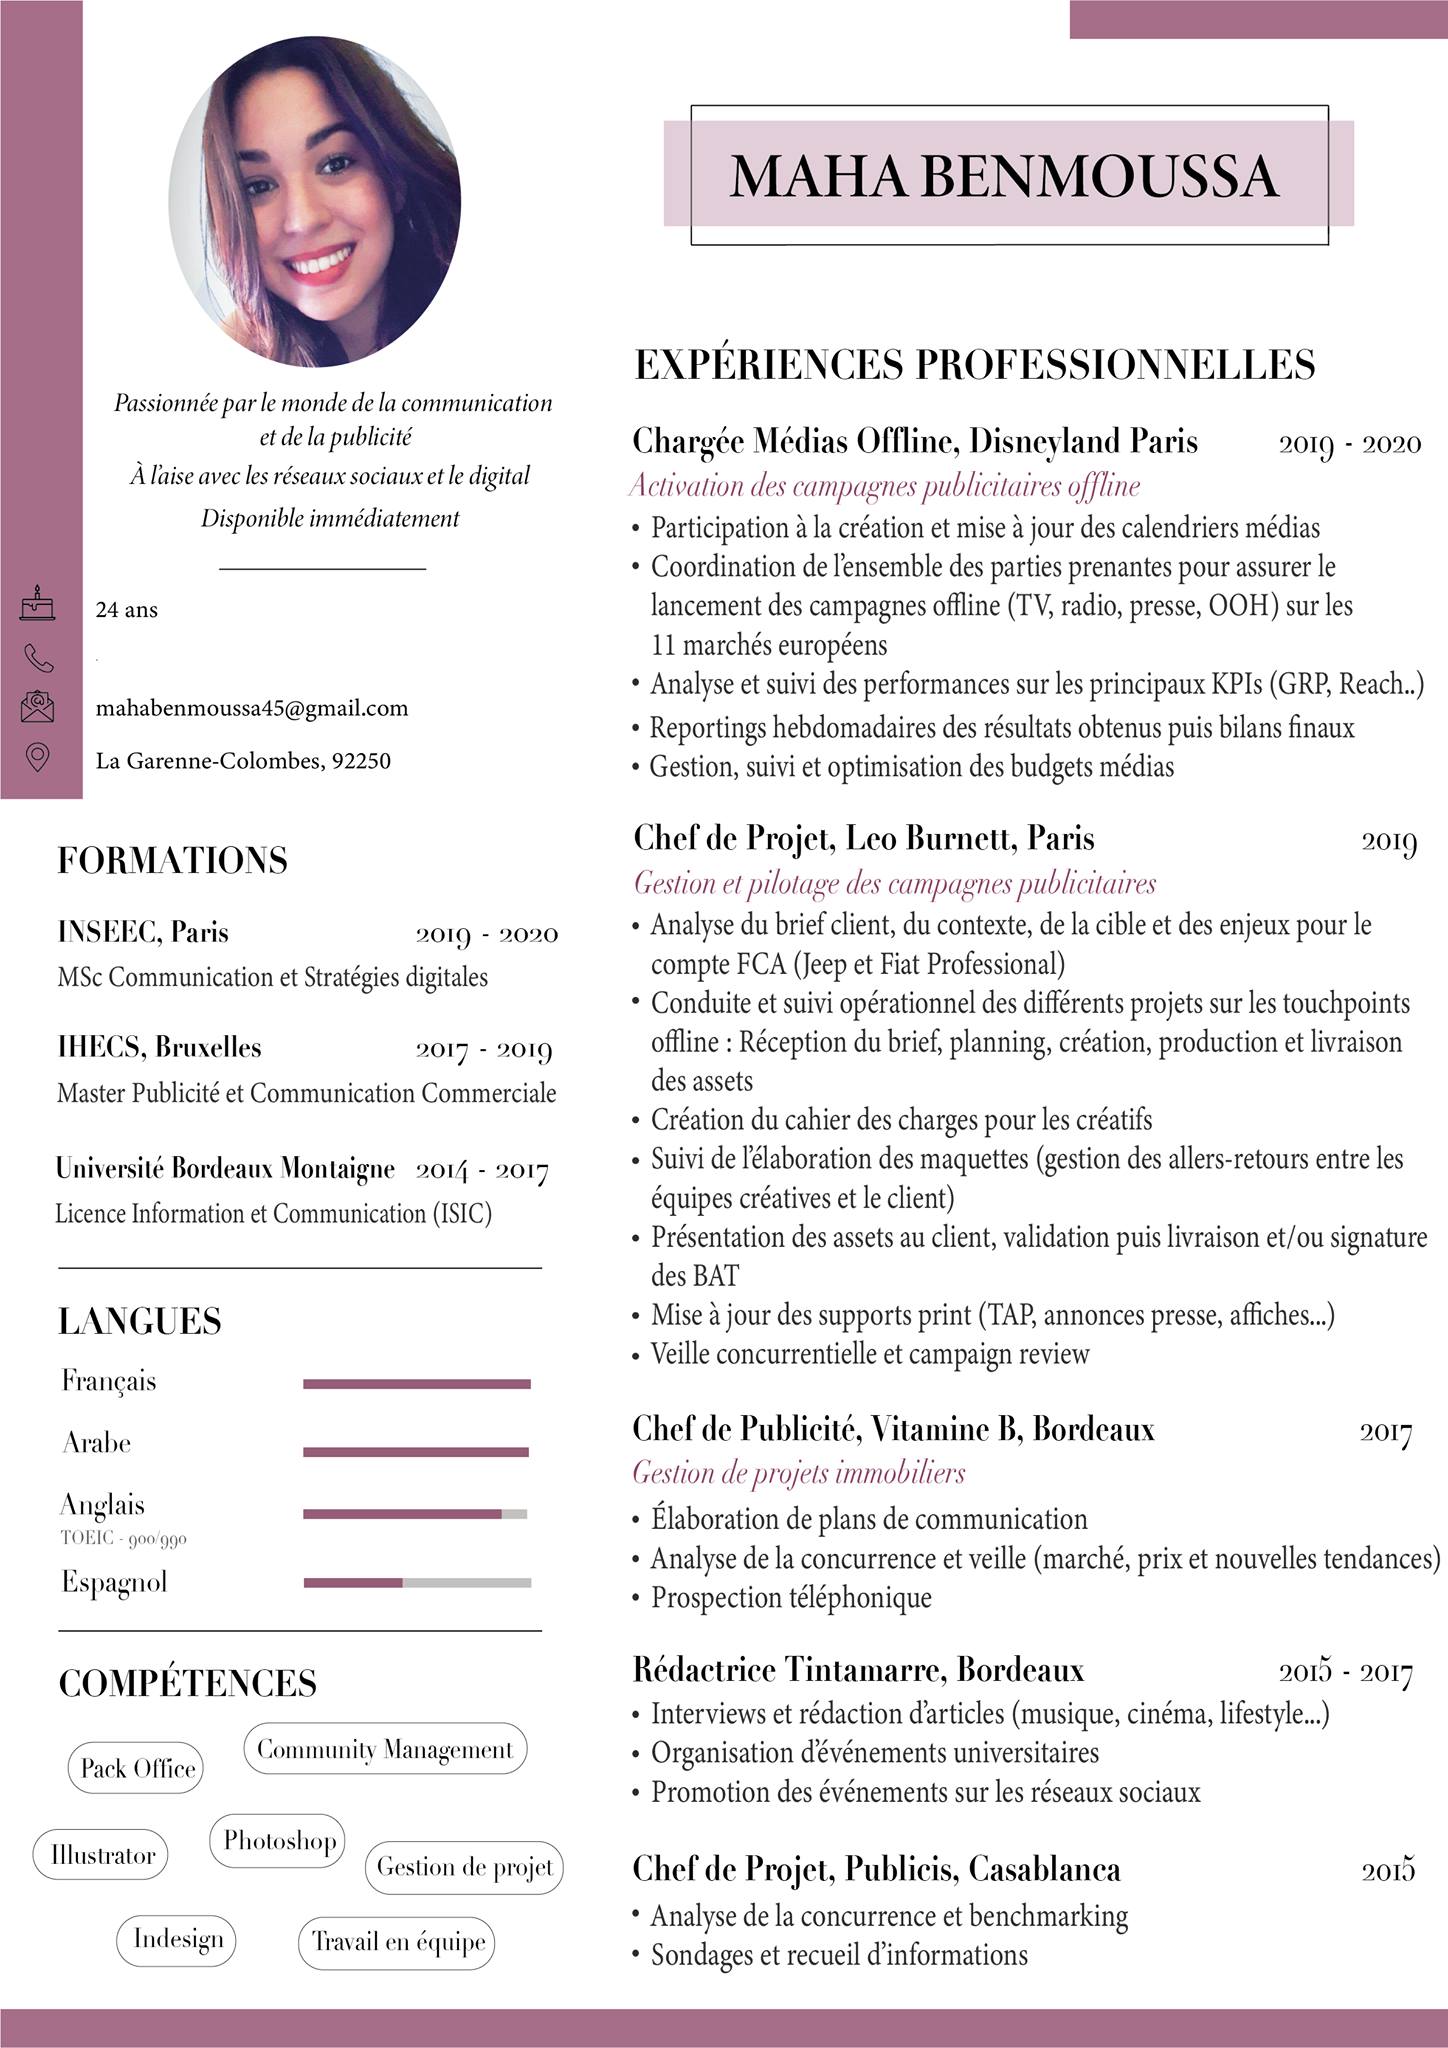 MAHA BENMOUSSA
Passionnée par le monde de la communication
et de la publicité
À l'aise avec les réseaux sociaux et le digital
Disponible immédiatement
24 ans
mahabenmoussa45@gmail.com
La Garenne-Colombes, 92250
FORMATIONS
INSEEC, Paris 2019 - 2020
MSc Communication et Stratégies digitales
IHECS, Bruxelles 2017 - 2019
Master Publicité et Communication Commerciale
Université Bordeaux Montaigne 2014 - 2017
Licence Information et Communication (ISIC)
LANGUES
Français
Arabe
Anglais
TOEIC - 900/990
Espagnol
COMPÉTENCES
Pack Office
Community Management
Illustrator
Photoshop
Gestion de projet
Indesign
Travail en équipe
EXPÉRIENCES PROFESSIONNELLES
Chargée Médias Offline, Disneyland Paris 2019 - 2020
Activation des campagnes publicitaires offline
• Participation à la création et mise à jour des calendriers médias
• Coordination de l'ensemble des parties prenantes pour assurer le
lancement des campagnes offline (TV, radio, presse, OOH) sur les
11 marchés européens
• Analyse et suivi des performances sur les principaux KPIs (GRP, Reach..)
• Reportings hebdomadaires des résultats obtenus puis bilans finaux
• Gestion, suivi et optimisation des budgets médias
Chef de Projet, Leo Burnett, Paris 2019
Gestion et pilotage des campagnes publicitaires
• Analyse du brief client, du contexte, de la cible et des enjeux pour le
compte FCA (Jeep et Fiat Professional)
• Conduite et suivi opérationnel des différents projets sur les touchpoints
offline : Réception du brief, planning, création, production et livraison
des assets
• Création du cahier des charges pour les créatifs
• Suivi de l'élaboration des maquettes (gestion des allers-retours entre les
équipes créatives et le client)
• Présentation des assets au client, validation puis livraison et/ou signature
des BAT
• Mise à jour des supports print (TAP, annonces presse, affiches...)
• Veille concurrentielle et campaign review
Chef de Publicité, Vitamine B, Bordeaux 2017
Gestion de projets immobiliers
• Élaboration de plans de communication
• Analyse de la concurrence et veille (marché, prix et nouvelles tendances)
• Prospection téléphonique
Rédactrice Tintamarre, Bordeaux 2015 - 2017
• Interviews et rédaction d'articles (musique, cinéma, lifestyle...)
• Organisation d'événements universitaires
• Promotion des événements sur les réseaux sociaux
Chef de Projet, Publicis, Casablanca 2015
• Analyse de la concurrence et benchmarking
• Sondages et recueil d'informations